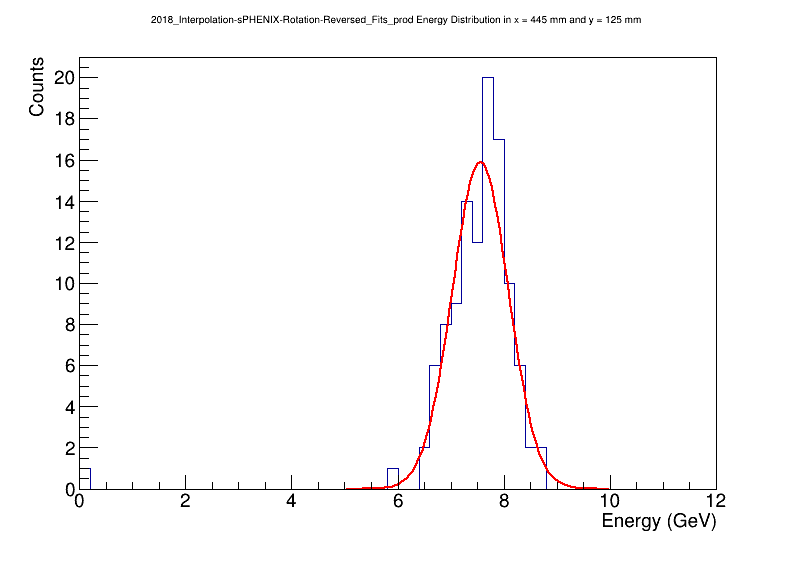 2018_Interpolation-sPHENIX-Rotation-Reversed_Fits_prod Energy Distribution in x = 445 mm and y = 125 mm
Counts
20
18
16
14
12
10
8
6
4
2
0
0 2 4 6 8 10 12
Energy (GeV)